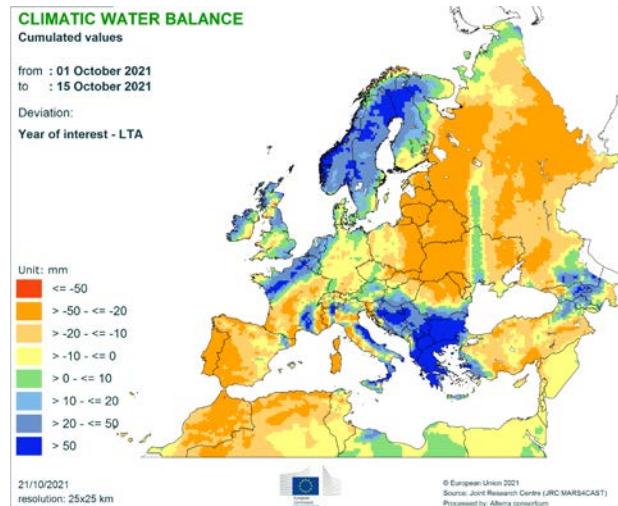 CLIMATIC WATER BALANCE
Cumulated values
from : 01 October 2021
to : 15 October 2021
Deviation:
Year of interest - LTA
Unit: mm
<= -50
> -50 - <= -20
> -20 - <= -10
> -10 - <= 0
> 0 - <= 10
> 10 - <= 20
> 20 - <= 50
> 50
21/10/2021
resolution: 25x25 km
© European Union 2021
Source: Joint Research Centre (JRC MARS4CAST)
Processed by: Alterra consortium